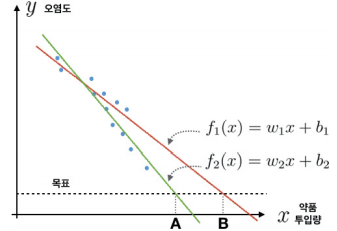 y 오염도
f₁(x) = w₁x + b₁
f₂(x) = w₂x + b₂
목표
A B x 약품
투입량